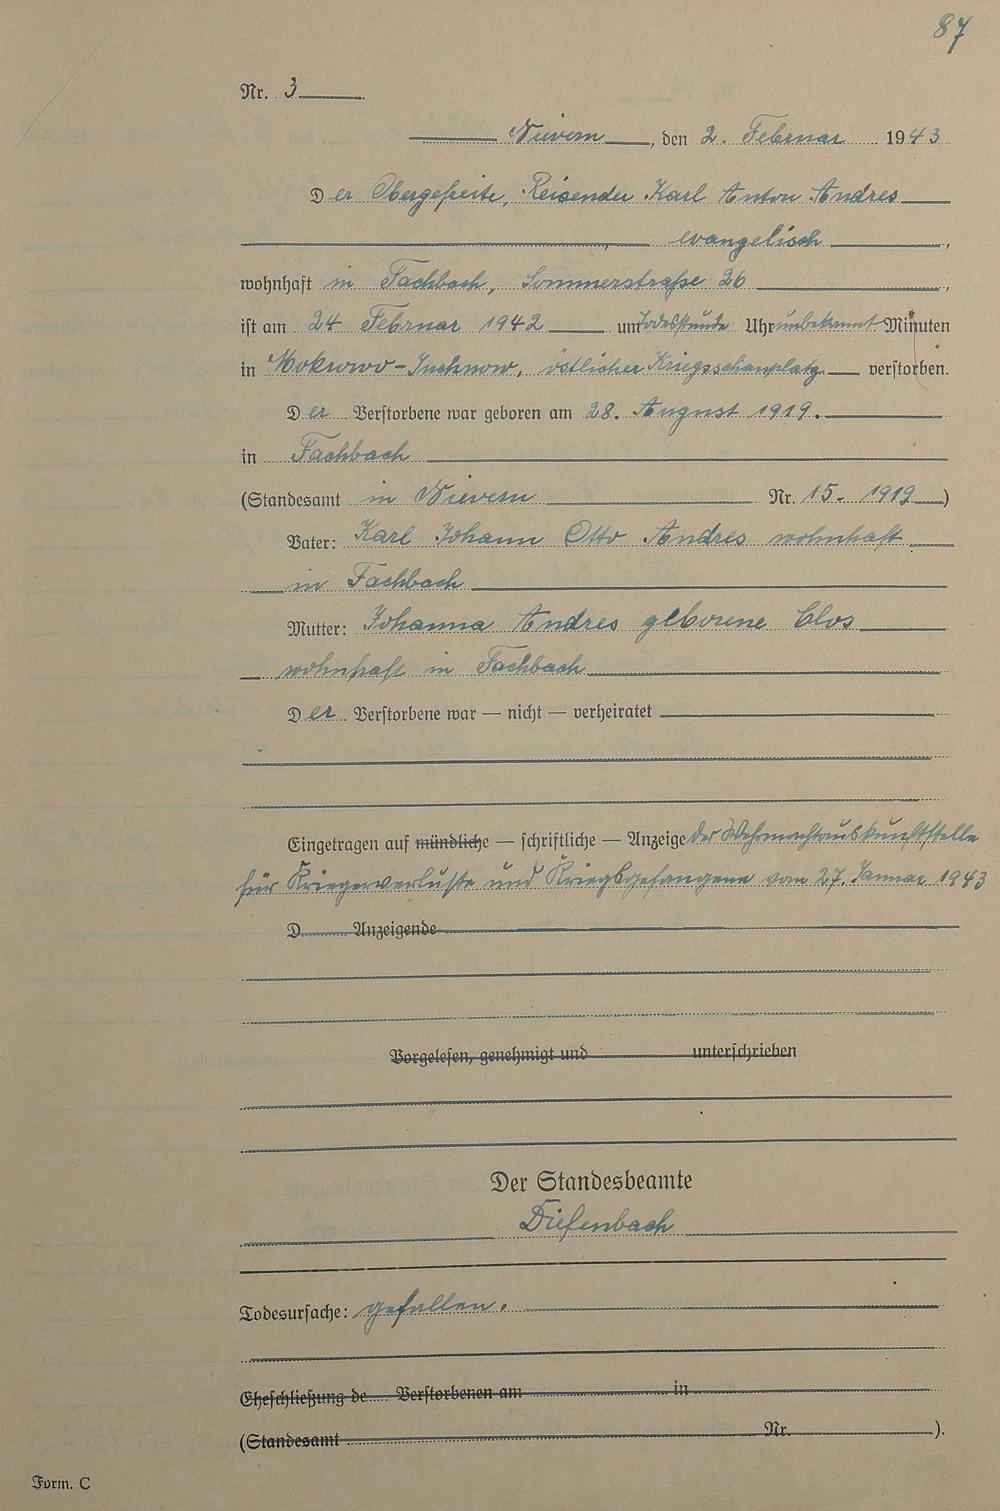 87
Nr. 3
Nievern, den 2. Februar 1943
Der Obergefreite, Reisender Karl Anton Andres
, evangelisch,
wohnhaft in Fachbach, Sommerstraße 26,
ist am 24 Februar 1942 um Todesstunde Uhr unbekannt Minuten
in Mokrowo-Juchnow, östlicher Kriegsschauplatz verstorben.
Der Verstorbene war geboren am 28. August 1919.
in Fachbach
(Standesamt in Nievern Nr. 15. 1919)
Vater: Karl Johann Otto Andres wohnhaft
in Fachbach
Mutter: Johanna Andres geborene Clos
wohnhaft in Fachbach
Der Verstorbene war — nicht — verheiratet
Eingetragen auf mündliche — schriftliche — Anzeige der Wehrmachtauskunftstelle
für Kriegerverluste und Kriegsgefangene vom 27. Januar 1943
D Anzeigende
Vorgelesen, genehmigt und unterschrieben
Der Standesbeamte
Diefenbach
Todesursache: gefallen.
Eheschließung de Verstorbenen am in
(Standesamt Nr. ).
Form. C